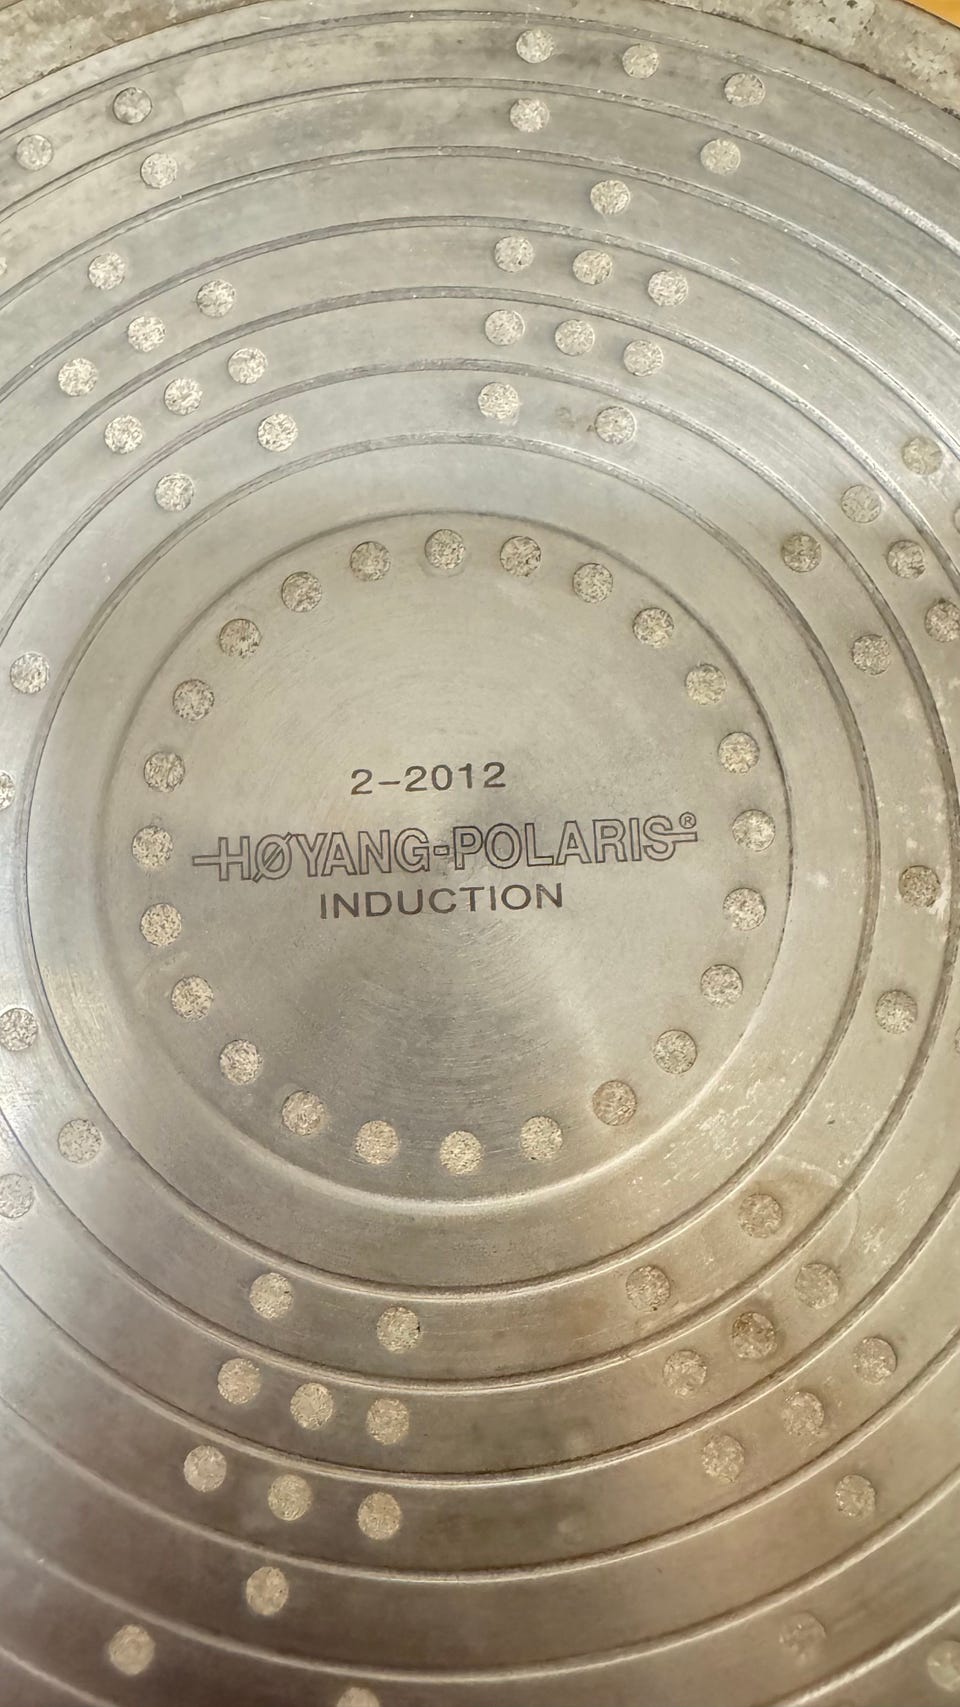 2-2012
HØYANG-POLARIS®
INDUCTION